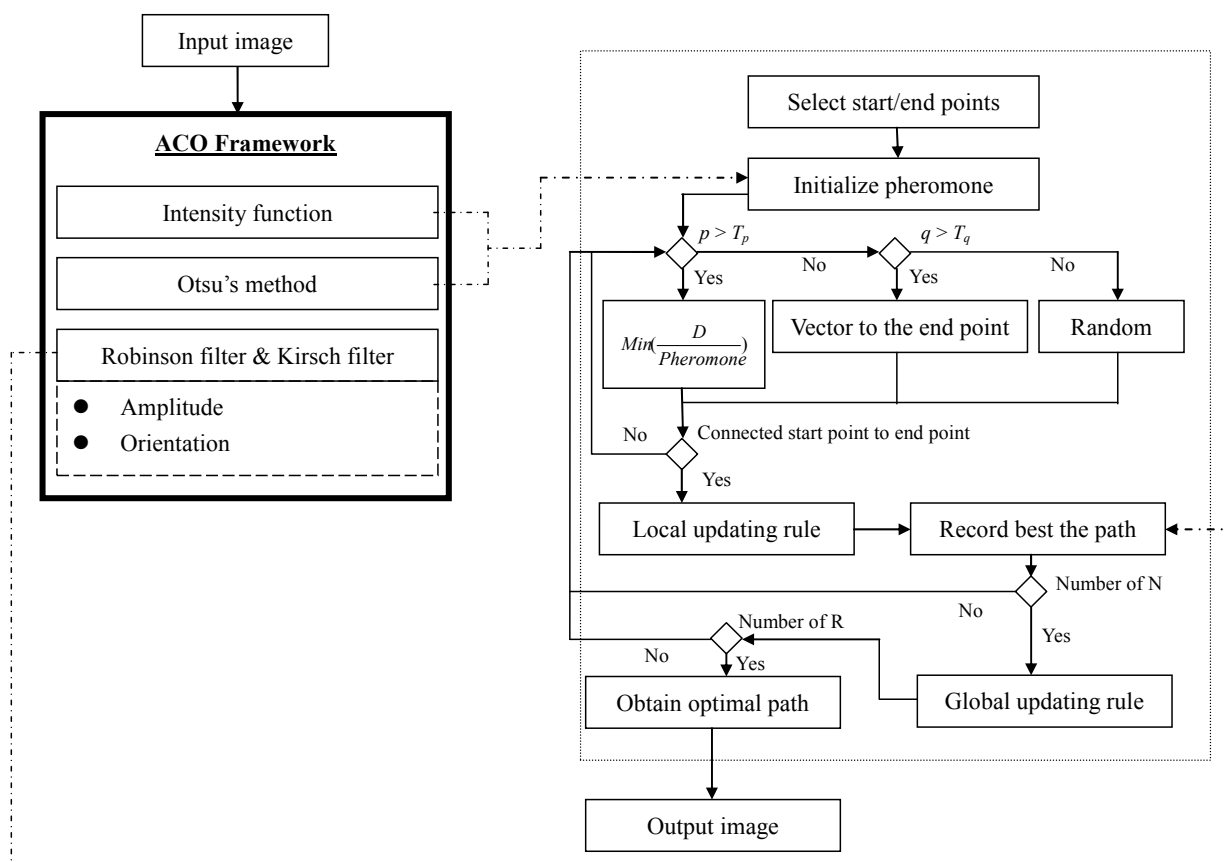 Input image
ACO Framework
Intensity function
Otsu's method
Robinson filter & Kirsch filter
● Amplitude
● Orientation
Select start/end points
Initialize pheromone
p > Tp
q > Tq
No
No
Yes
Yes
Min(D/Pheromone)
Vector to the end point
Random
No
Connected start point to end point
Yes
Local updating rule
Record best the path
Number of N
No
Yes
Number of R
No
Yes
Obtain optimal path
Global updating rule
Output image